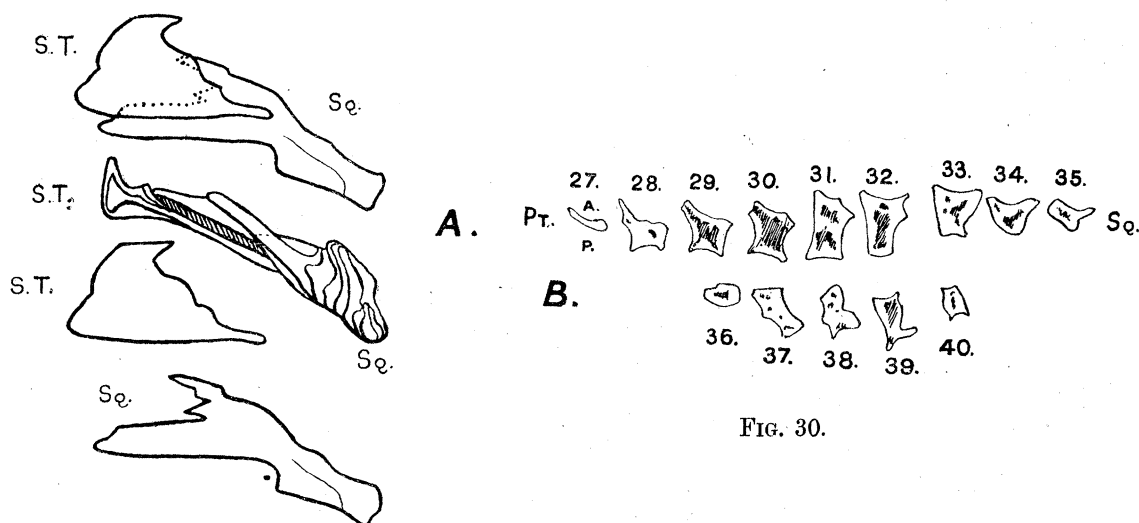 S.T.
Sq.
S.T.
A.
S.T.
Sq.
Sq.
27. 28. 29. 30. 31. 32. 33. 34. 35.
A.
PT. Sq.
P.
B.
36. 37. 38. 39. 40.
FIG. 30.